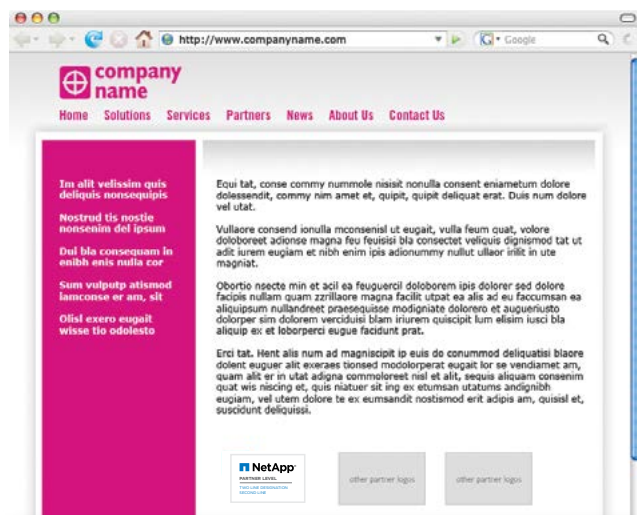 http://www.companyname.com
Google
company
name
Home Solutions Services Partners News About Us Contact Us
Im alit velissim quis
deliquis nonsequipis
Nostrud tis nostie
nonsenim del ipsum
Dui bla consequam in
enibh enis nulla cor
Sum vulputp atismod
lamconse er am, sit
Olisl exero eugait
wisse tio odolesto
Equi tat, conse commy nummole nisisit nonulla consent eniametum dolore
dolessendit, commy nim amet et, quipit, quipit deliquat erat. Duis num dolore
vel utat.
Vullaore consend ionulla mconsenisl ut eugait, vulla feum quat, volore
doloboreet adionse magna feu feuisisi bla consectet veliquis dignismod tat ut
adit iurem eugiam et nibh enim ipis adionummy nullut ullaor irilit in ute
magniat.
Obortio nsecte min et acil ea feuguercil doloborem ipis dolorer sed dolore
facipis nullam quam zzrillaore magna facilit utpat ea alis ad eu faccumsan ea
aliquipsum nullandreet praesequisse modigniate dolorero et augueriusto
dolorper sim dolorem verciduisi blam iriurem quiscipit lum elisim iusci bla
aliquip ex et loborperci eugue facidunt prat.
Erci tat. Hent alis num ad magniscipit ip euis do conummod deliquatisi blaore
dolent euguer alit exeraes tionsed modolorperat eugait lor se vendiamet am,
quam alit er in utat adigna commoloreet nisl et alit, sequis aliquam consenim
quat wis niscing et, quis niatuer sit ing ex etumsan utatums andignibh
eugiam, vel utem dolore te ex eumsandit nostismod erit adipis am, quisisl et,
suscidunt deliquissi.
NetApp
PARTNER LEVEL
TWO LINE DESIGNATION
SECOND LINE
other partner logos
other partner logos